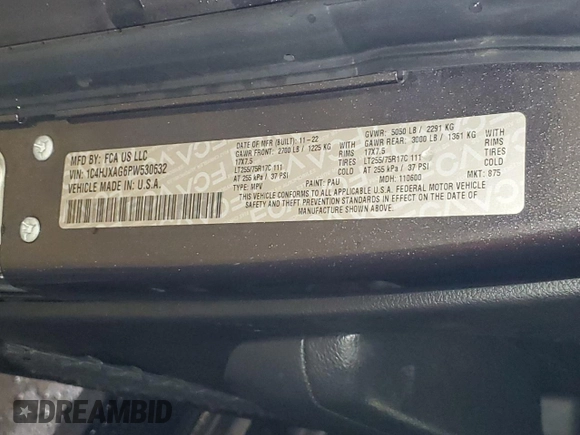 MFD BY: FCA US LLC
VIN: 1C4HJXAG6PW530632
VEHICLE MADE IN U.S.A.
DATE OF MFR (BUILT): 11-22
GAWR FRONT: 2700 LB / 1225 KG
17X7.5 RIMS
LT255/75R17C 111 TIRES
AT 255 kPa / 37 PSI COLD
TYPE: MPV
PAINT: PAU
MDH: 110600
MKT: 875
GVWR: 5050 LB / 2291 KG
GAWR REAR: 3000 LB / 1361 KG WITH
17X7.5 RIMS
LT255/75R17C 111 TIRES
AT 255 kPa / 37 PSI COLD
THIS VEHICLE CONFORMS TO ALL APPLICABLE U.S.A. FEDERAL MOTOR VEHICLE
SAFETY AND THEFT PREVENTION STANDARDS IN EFFECT ON THE DATE OF
MANUFACTURE SHOWN ABOVE.
DREAMBID